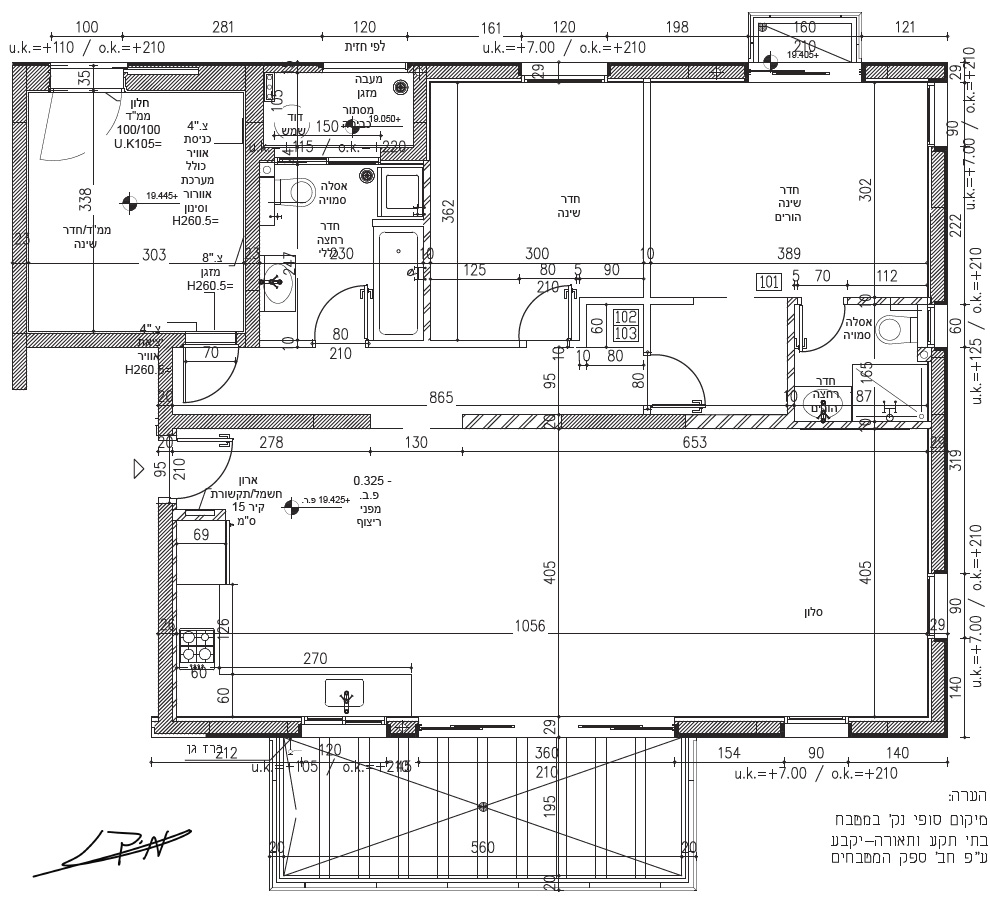 100
281
120
161
120
198
160
121
u.k.=+110 / o.k.=+210
לפי חזית
u.k.=+7.00 / o.k.=+210
210
19.405+
35
29
29
חלון
ממ"ד
100/100
U.K105=
צ."4
כניסת
אוויר
כולל
מערכת
אוורור
וסינון
H260.5=
מעבה
מזגן
מסתור
דוד
שמש
105
150
19.050+
u.k.=+7.00 / o.k.=+210
90
338
19.445+
ממ"ד/חדר
שינה
אסלה
סמויה
חדר
רחצה
כללי
362
חדר
שינה
חדר
שינה
הורים
302
222
23
303
23
247
230
10
300
10
389
צ."8
מזגן
H260.5=
125
80
5
90
210
101
5
70
112
צ."4
יציאת
אוויר
H260.5=
70
10
80
210
60
102
103
10
10
80
95
80
אסלה
סמויה
60
u.k.=+125 / o.k.=+210
165
חדר
רחצה
הורים
20
865
10
187
20
278
130
653
29
319
95
210
ארון
חשמל/תקשורת
קיר 15
ס"מ
19.425+ פ.ר.
0.325 -
פ.ב.
מפני
ריצוף
69
405
405
סלון
90
u.k.=+7.00 / o.k.=+210
126
1056
29
60
270
60
140
29
ברז גן
212
120
360
210
154
90
140
u.k.=+7.00 / o.k.=+210
195
20
560
20
20
הערה:
מיקום סופי נק' במטבח
בתי תקע ותאורה–יקבע
ע"פ חב' ספק המטבחים